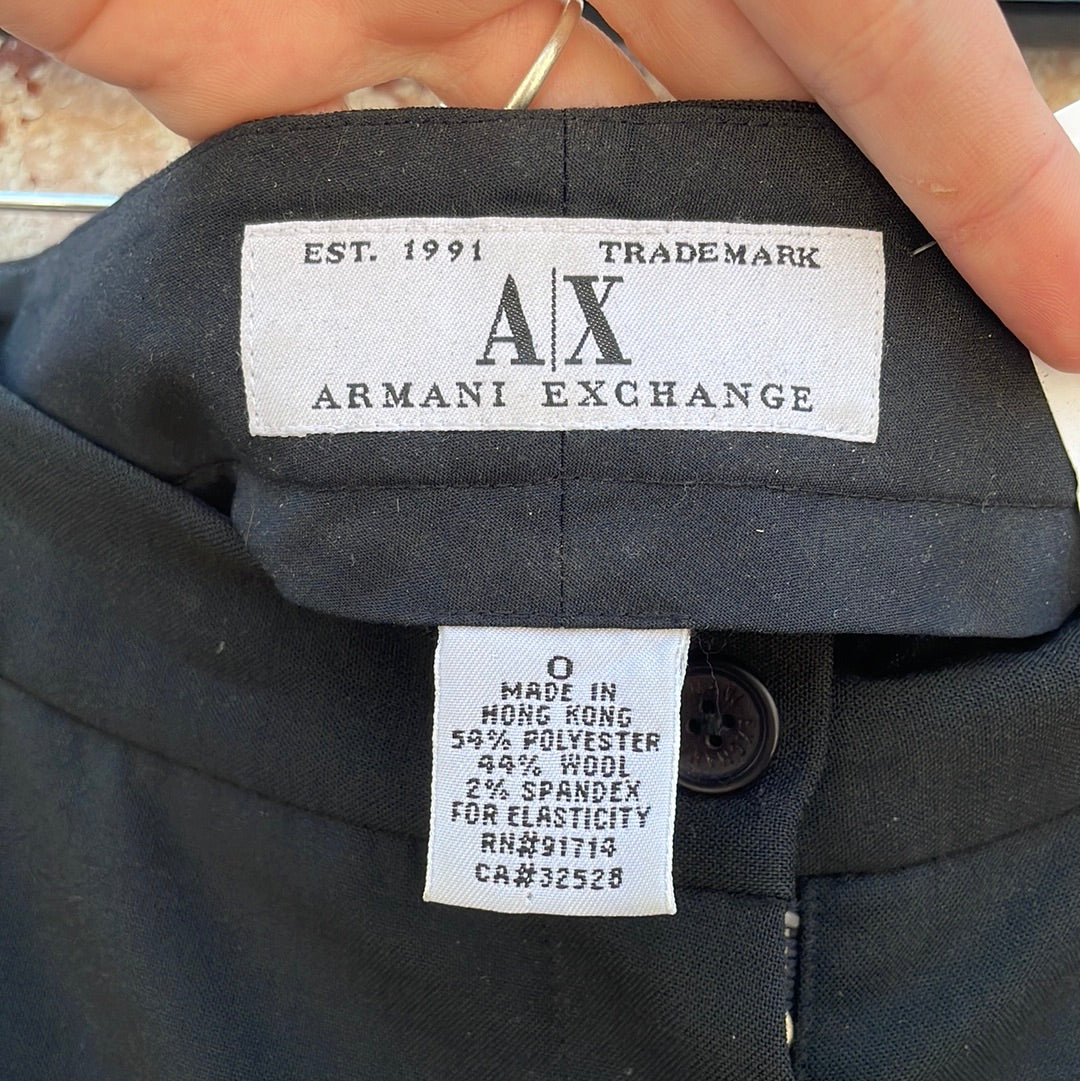 EST. 1991 TRADEMARK
A|X
ARMANI EXCHANGE
0
MADE IN
HONG KONG
54% POLYESTER
44% WOOL
2% SPANDEX
FOR ELASTICITY
RN#91714
CA#32528